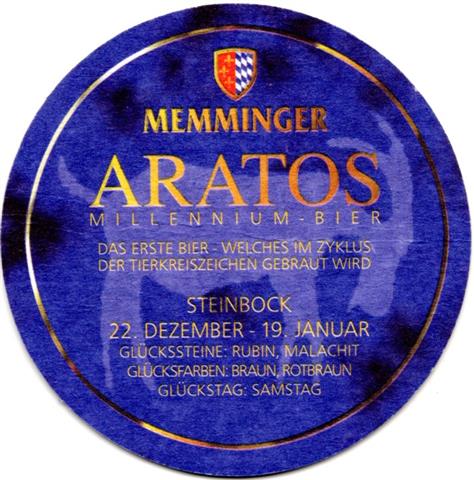 MEMMINGER
ARATOS
MILLENNIUM-BIER
DAS ERSTE BIER - WELCHES IM ZYKLUS
DER TIERKREISZEICHEN GEBRAUT WIRD
STEINBOCK
22. DEZEMBER - 19. JANUAR
GLÜCKSSTEINE: RUBIN, MALACHIT
GLÜCKSFARBEN: BRAUN, ROTBRAUN
GLÜCKSTAG: SAMSTAG